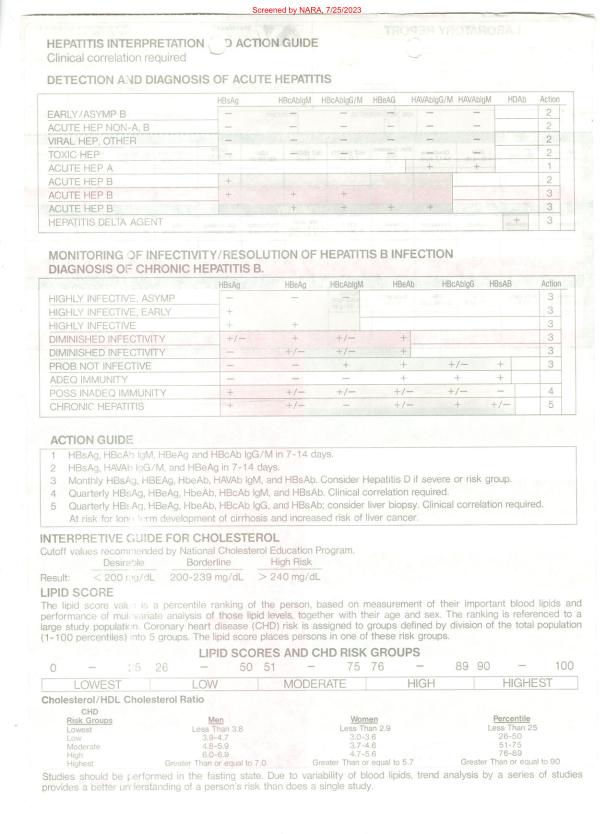 Screened by NARA, 7/25/2023
LABORATORY REPORT
HEPATITIS INTERPRETATION D ACTION GUIDE
Clinical correlation required
DETECTION AND DIAGNOSIS OF ACUTE HEPATITIS
HBsAg HBcAbIgM HBcAbIgG/M HBeAG HAVAbIgG/M HAVAbIgM HDAb Action
EARLY/ASYMP B – – – – – – 2
ACUTE HEP NON-A, B – – – – – – 2
VIRAL HEP, OTHER – – – – – – 2
TOXIC HEP – – – – – – 2
ACUTE HEP A + + 1
ACUTE HEP B + 2
ACUTE HEP B + + + 3
ACUTE HEP B + + + + 3
HEPATITIS DELTA AGENT + 3
MONITORING OF INFECTIVITY/RESOLUTION OF HEPATITIS B INFECTION
DIAGNOSIS OF CHRONIC HEPATITIS B.
HBsAg HBeAg HBcAbIgM HBeAb HBcAbIgG HBsAB Action
HIGHLY INFECTIVE, ASYMP – – – 3
HIGHLY INFECTIVE, EARLY + 3
HIGHLY INFECTIVE + + 3
DIMINISHED INFECTIVITY +/– + +/– + 3
DIMINISHED INFECTIVITY – +/– +/– + 3
PROB NOT INFECTIVE – – + + +/– + 3
ADEQ IMMUNITY – – – + + +
POSS INADEQ IMMUNITY + +/– – +/– +/– – 4
CHRONIC HEPATITIS + +/– – +/– + +/– 5
ACTION GUIDE
1 HBsAg, HBcAb IgM, HBeAg and HBcAb IgG/M in 7-14 days.
2 HBsAg, HAVAb IgG/M, and HBeAg in 7-14 days.
3 Monthly HBsAg, HBEAg, HbeAb, HAVAb IgM, and HBsAb. Consider Hepatitis D if severe or risk group.
4 Quarterly HBsAg, HBeAg, HbeAb, HBcAb IgM, and HBsAb. Clinical correlation required.
5 Quarterly HBsAg, HBeAg, HBeAb, HBcAb IgG, and HBsAb; consider liver biopsy. Clinical correlation required.
At risk for long term development of cirrhosis and increased risk of liver cancer.
INTERPRETIVE GUIDE FOR CHOLESTEROL
Cutoff values recommended by National Cholesterol Education Program.
Desirable Borderline High Risk
Result: < 200 mg/dL 200-239 mg/dL > 240 mg/dL
LIPID SCORE
The lipid score value is a percentile ranking of the person, based on measurement of their important blood lipids and
performance of multivariate analysis of those lipid levels, together with their age and sex. The ranking is referenced to a
large study population. Coronary heart disease (CHD) risk is assigned to groups defined by division of the total population
(1-100 percentiles) into 5 groups. The lipid score places persons in one of these risk groups.
LIPID SCORES AND CHD RISK GROUPS
0 – 25 26 – 50 51 – 75 76 – 89 90 – 100
LOWEST LOW MODERATE HIGH HIGHEST
Cholesterol/HDL Cholesterol Ratio
CHD
Risk Groups Men Women Percentile
Lowest Less Than 3.8 Less Than 2.9 Less Than 25
Low 3.9-4.7 3.0-3.6 26-50
Moderate 4.8-5.9 3.7-4.6 51-75
High 6.0-6.9 4.7-5.6 76-89
Highest Greater Than or equal to 7.0 Greater Than or equal to 5.7 Greater Than or equal to 90
Studies should be performed in the fasting state. Due to variability of blood lipids, trend analysis by a series of studies
provides a better understanding of a person's risk than does a single study.